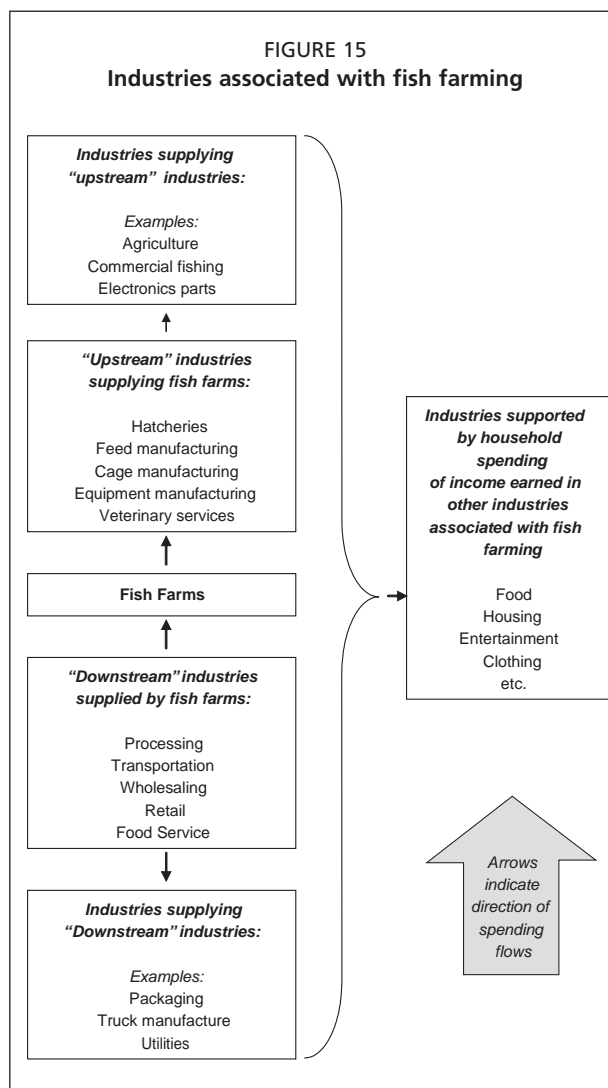 FIGURE 15
Industries associated with fish farming
Industries supplying
“upstream” industries:
Examples:
Agriculture
Commercial fishing
Electronics parts
“Upstream” industries
supplying fish farms:
Hatcheries
Feed manufacturing
Cage manufacturing
Equipment manufacturing
Veterinary services
Fish Farms
“Downstream” industries
supplied by fish farms:
Processing
Transportation
Wholesaling
Retail
Food Service
Industries supplying
“Downstream” industries:
Examples:
Packaging
Truck manufacture
Utilities
Industries supported
by household
spending
of income earned in
other industries
associated with fish
farming
Food
Housing
Entertainment
Clothing
etc.
Arrows
indicate
direction of
spending
flows